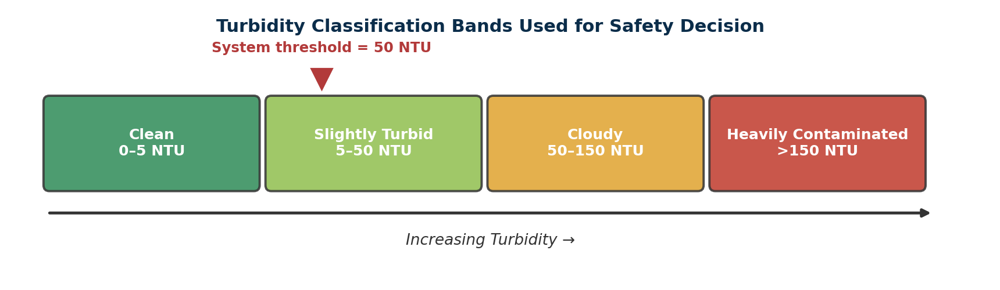 Turbidity Classification Bands Used for Safety Decision
System threshold = 50 NTU
Clean
0–5 NTU
Slightly Turbid
5–50 NTU
Cloudy
50–150 NTU
Heavily Contaminated
>150 NTU
Increasing Turbidity →